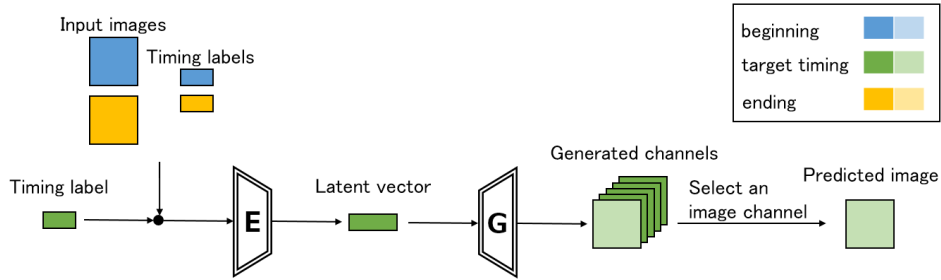 Input images
Timing labels
beginning
target timing
ending
Timing label
E
Latent vector
G
Generated channels
Select an
image channel
Predicted image